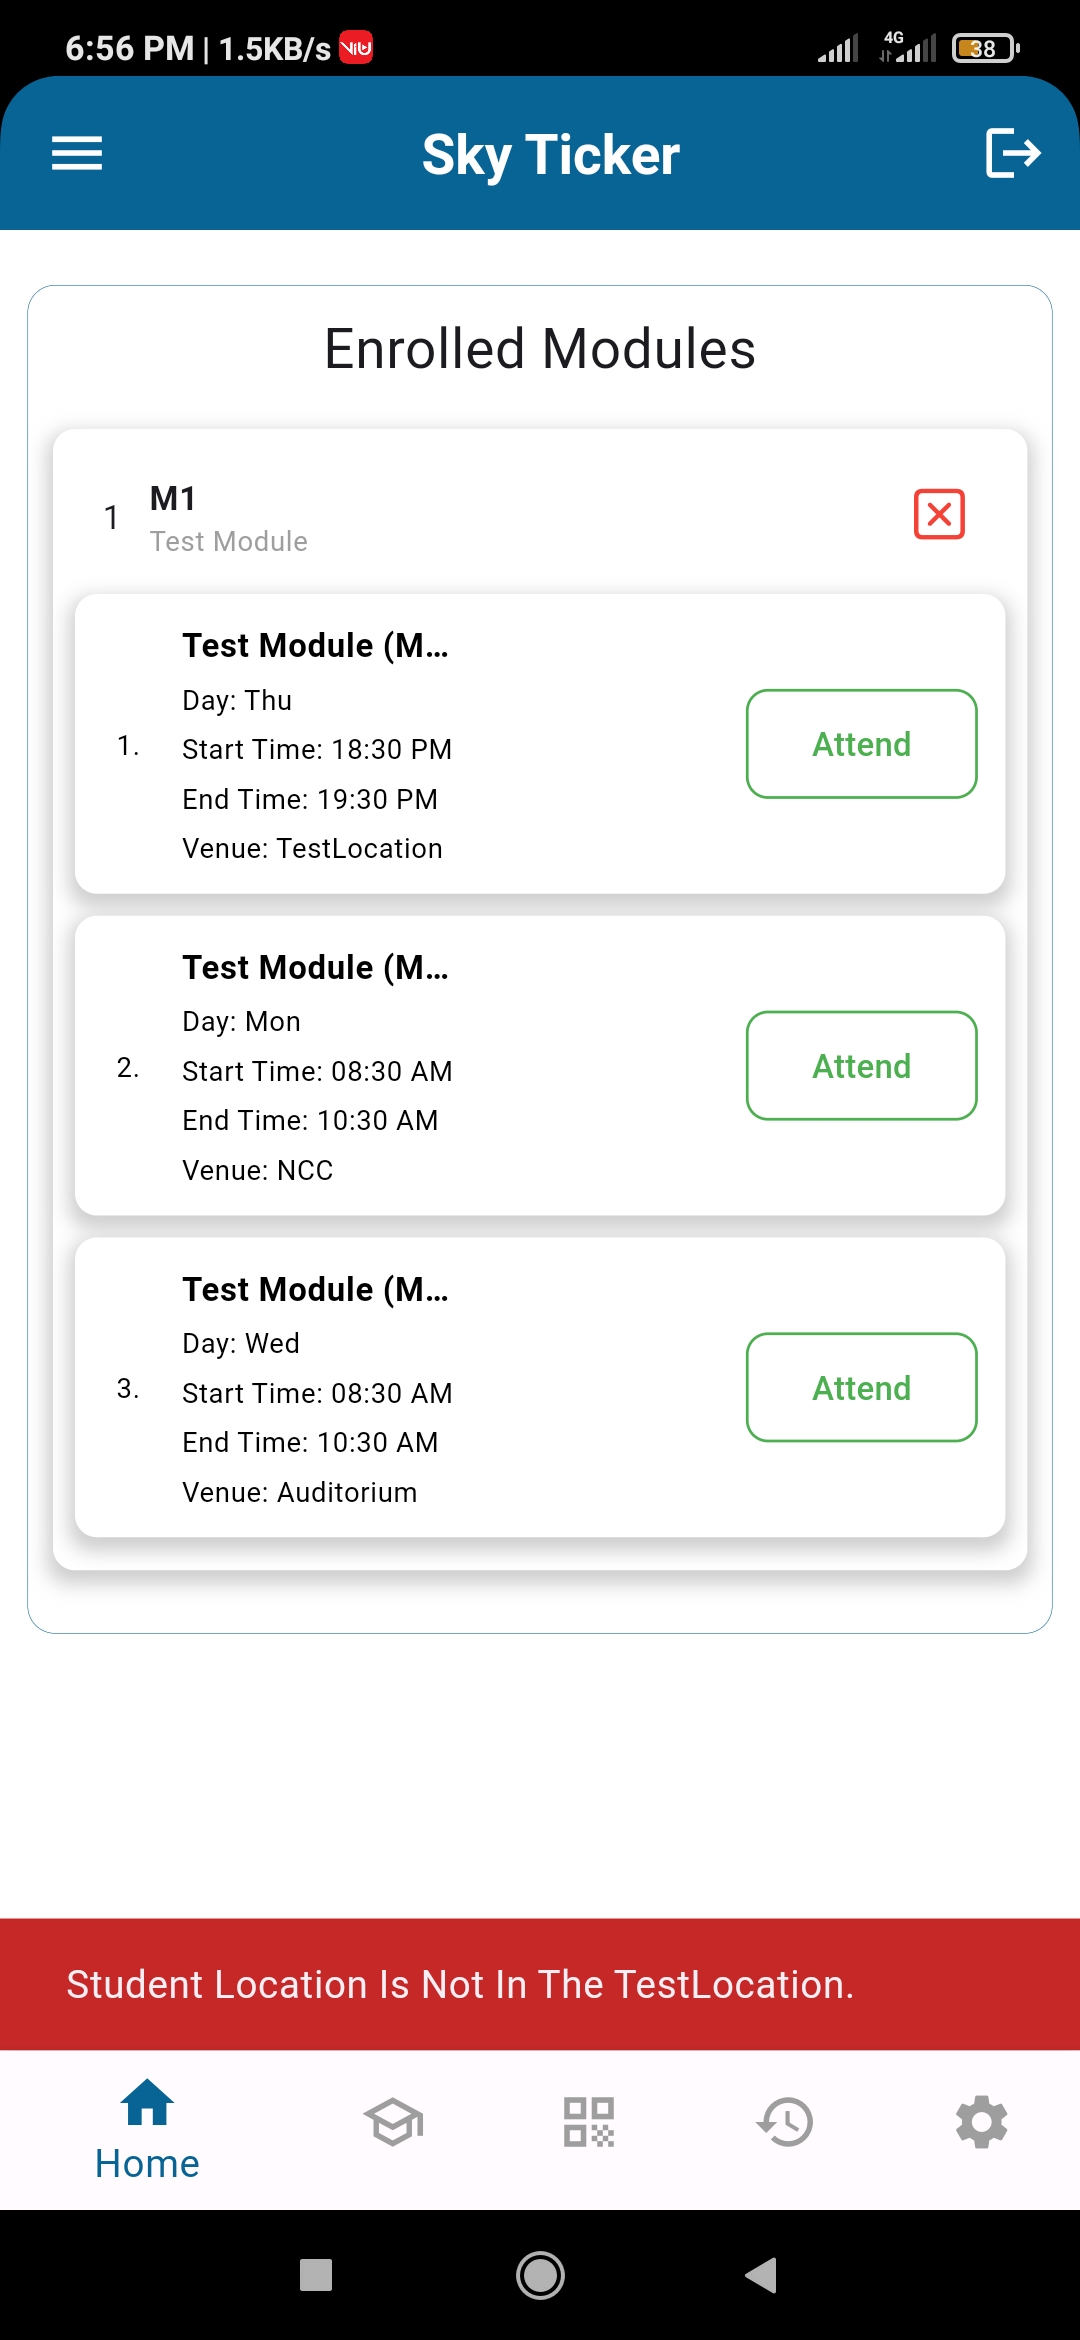 6:56 PM | 1.5KB/s viu
4G
38
Sky Ticker
Enrolled Modules
1
M1
Test Module
1.
Test Module (M...
Day: Thu
Start Time: 18:30 PM
End Time: 19:30 PM
Venue: TestLocation
Attend
2.
Test Module (M...
Day: Mon
Start Time: 08:30 AM
End Time: 10:30 AM
Venue: NCC
Attend
3.
Test Module (M...
Day: Wed
Start Time: 08:30 AM
End Time: 10:30 AM
Venue: Auditorium
Attend
Student Location Is Not In The TestLocation.
Home